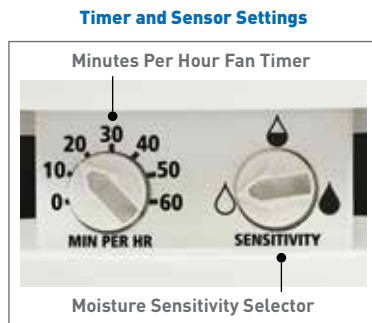 Timer and Sensor Settings
Minutes Per Hour Fan Timer
30
20 40
10 50
0 60
MIN PER HR SENSITIVITY
Moisture Sensitivity Selector